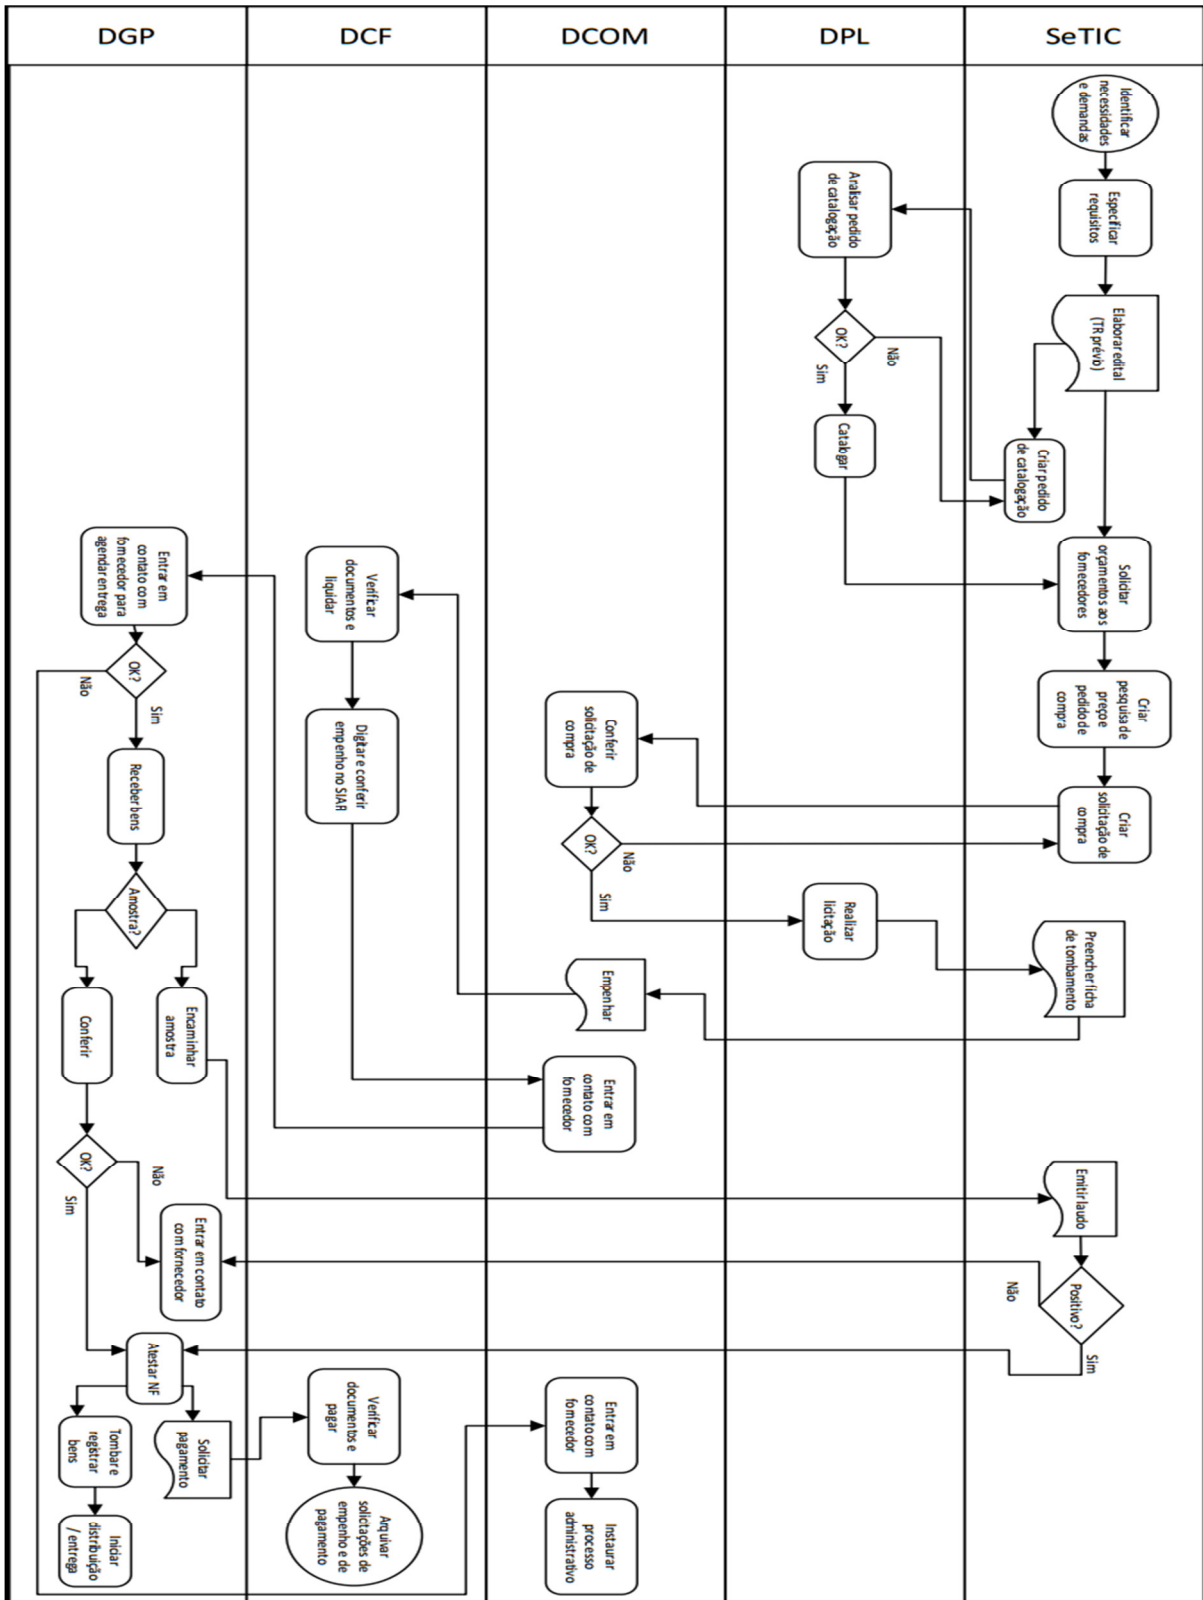 DGP
DCF
DCOM
DPL
SeTIC
Identificar
necessidades
e demandas
Especificar
requisitos
Elaborar edital
(TR prévio)
Criar pedido
de catalogação
Analisar pedido
de catalogação
OK?
Não
Sim
Catalogar
Solicitar
orçamentos aos
fornecedores
Criar
pesquisa de
preço e
pedido de
compra
Criar
solicitação de
compra
Conferir
solicitação de
compra
OK?
Não
Sim
Realizar
licitação
Preencher ficha
de tombamento
Empenhar
Verificar
documentos e
liquidar
Digitar e conferir
empenho no SIAR
Entrar em
contato com
fornecedor
Entrar em
contato com
fornecedor para
agendar entrega
OK?
Não
Sim
Receber bens
Amostra?
Encaminhar
amostra
Conferir
OK?
Não
Sim
Emitir laudo
Positivo?
Não
Sim
Entrar em contato
com fornecedor
Atestar NF
Solicitar
pagamento
Tombar e
registrar
bens
Iniciar
distribuição
/ entrega
Verificar
documentos e
pagar
Arquivar
solicitações de
empenho e de
pagamento
Entrar em
contato com
fornecedor
Instaurar
processo
administrativo